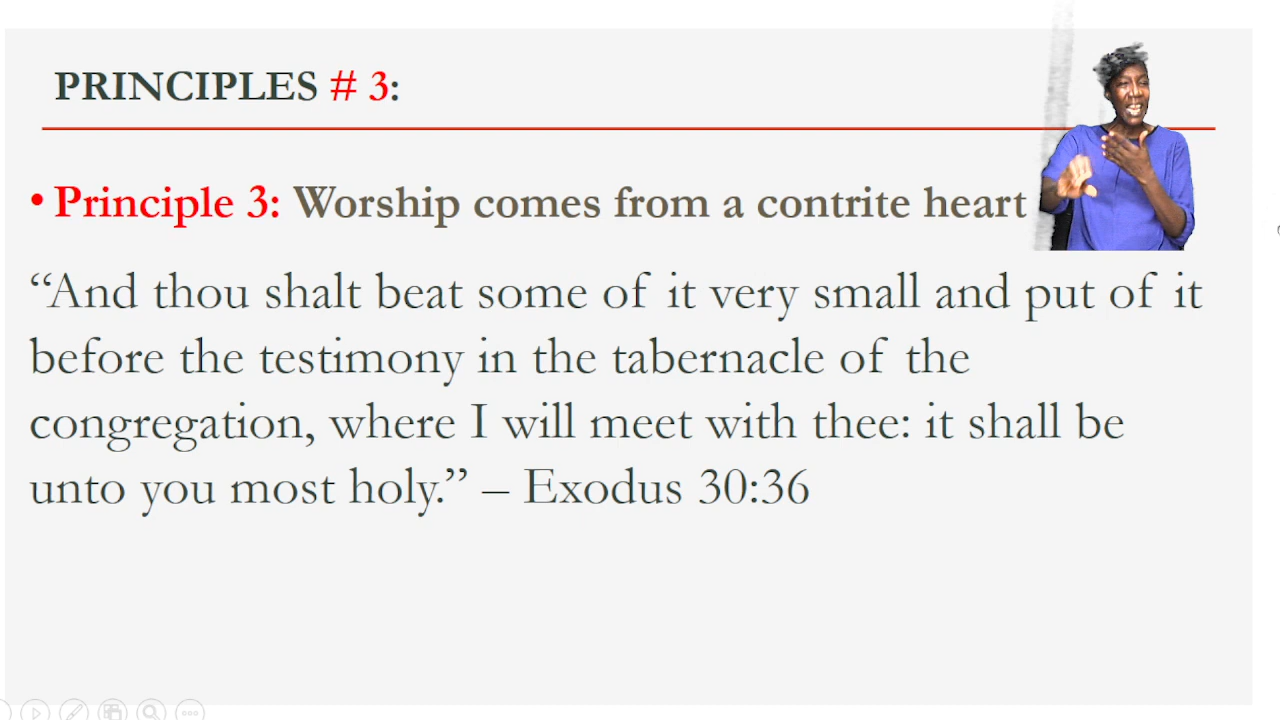 PRINCIPLES # 3:
• Principle 3: Worship comes from a contrite heart
“And thou shalt beat some of it very small and put of it
before the testimony in the tabernacle of the
congregation, where I will meet with thee: it shall be
unto you most holy.” – Exodus 30:36